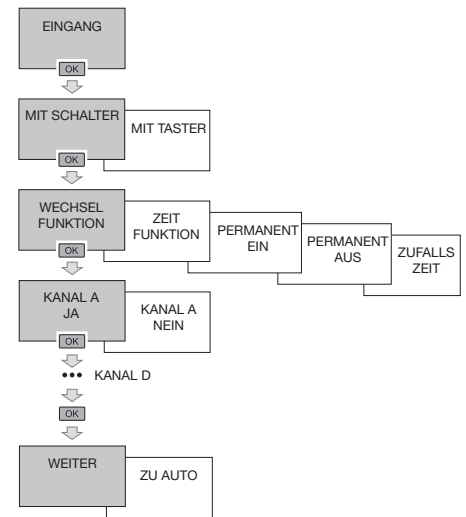 EINGANG
OK
MIT SCHALTER
MIT TASTER
OK
WECHSEL
FUNKTION
ZEIT
FUNKTION
PERMANENT
EIN
PERMANENT
AUS
ZUFALLS
ZEIT
OK
KANAL A
JA
KANAL A
NEIN
OK
••• KANAL D
OK
WEITER
ZU AUTO